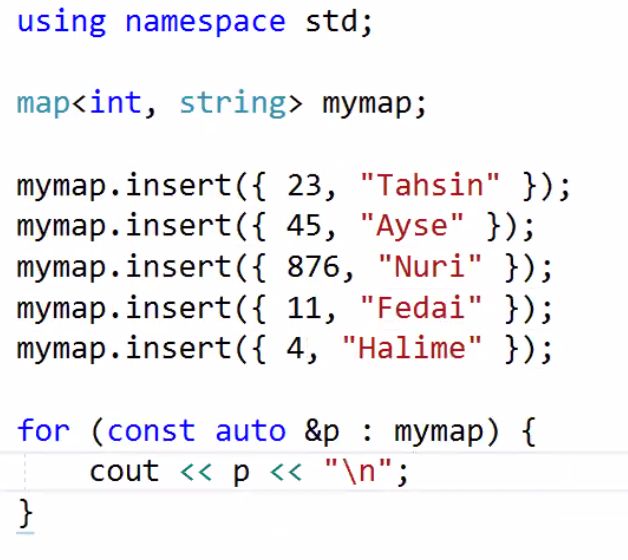 using namespace std;
map<int, string> mymap;
mymap.insert({ 23, "Tahsin" });
mymap.insert({ 45, "Ayse" });
mymap.insert({ 876, "Nuri" });
mymap.insert({ 11, "Fedai" });
mymap.insert({ 4, "Halime" });
for (const auto &p : mymap) {
cout << p << "\n";
}